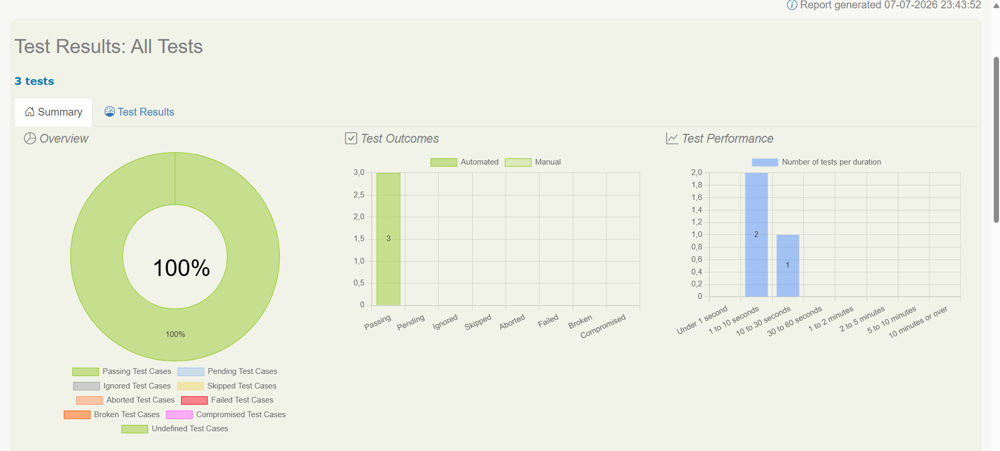 Report generated 07-07-2026 23:43:52
Test Results: All Tests
3 tests
Summary
Test Results
Overview
100%
100%
Passing Test Cases
Pending Test Cases
Ignored Test Cases
Skipped Test Cases
Aborted Test Cases
Failed Test Cases
Broken Test Cases
Compromised Test Cases
Undefined Test Cases
Test Outcomes
Automated
Manual
3,0
2,5
2,0
1,5
1,0
0,5
0
3
Passing
Pending
Ignored
Skipped
Aborted
Failed
Broken
Compromised
Test Performance
Number of tests per duration
2,0
1,8
1,6
1,4
1,2
1,0
0,8
0,6
0,4
0,2
0
2
1
Under 1 second
1 to 10 seconds
10 to 30 seconds
30 to 60 seconds
1 to 2 minutes
2 to 5 minutes
5 to 10 minutes
10 minutes or over